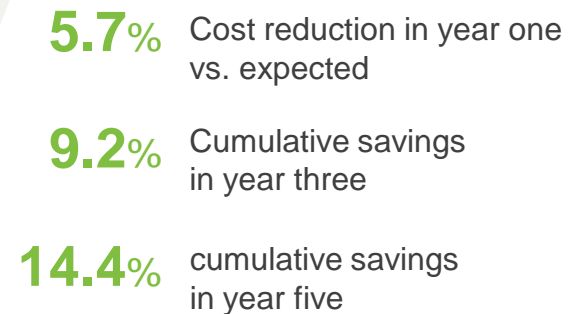 5.7% Cost reduction in year one
vs. expected
9.2% Cumulative savings
in year three
14.4% cumulative savings
in year five